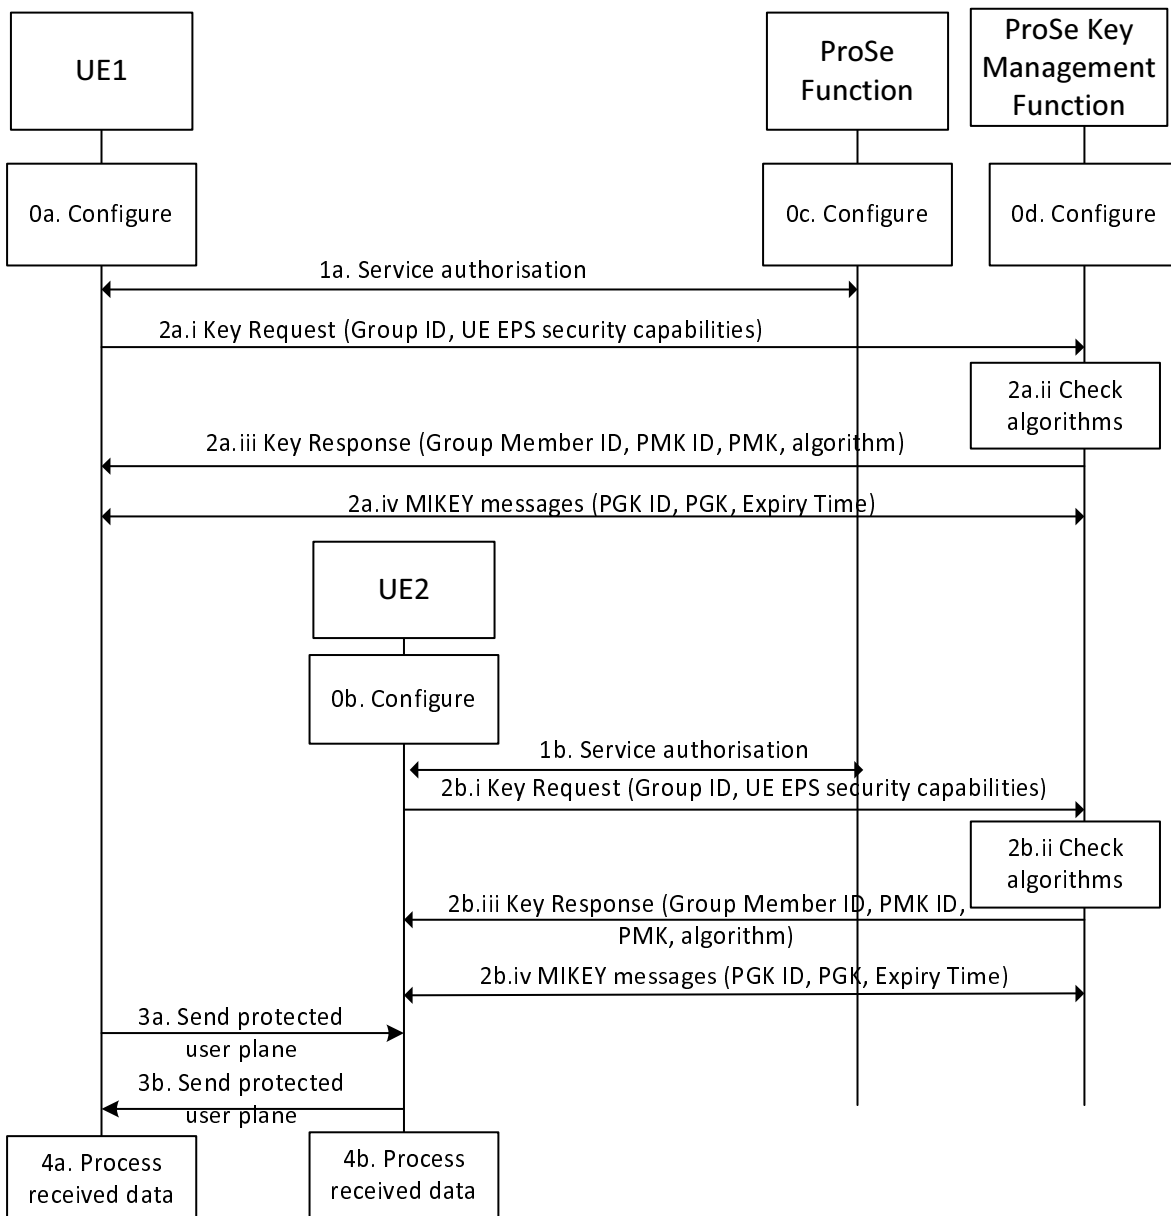 UE1
ProSe
Function
ProSe Key
Management
Function
0a. Configure
0c. Configure
0d. Configure
1a. Service authorisation
2a.i Key Request (Group ID, UE EPS security capabilities)
2a.ii Check
algorithms
2a.iii Key Response (Group Member ID, PMK ID, PMK, algorithm)
2a.iv MIKEY messages (PGK ID, PGK, Expiry Time)
UE2
0b. Configure
1b. Service authorisation
2b.i Key Request (Group ID, UE EPS security capabilities)
2b.ii Check
algorithms
2b.iii Key Response (Group Member ID, PMK ID,
PMK, algorithm)
2b.iv MIKEY messages (PGK ID, PGK, Expiry Time)
3a. Send protected
user plane
3b. Send protected
user plane
4a. Process
received data
4b. Process
received data